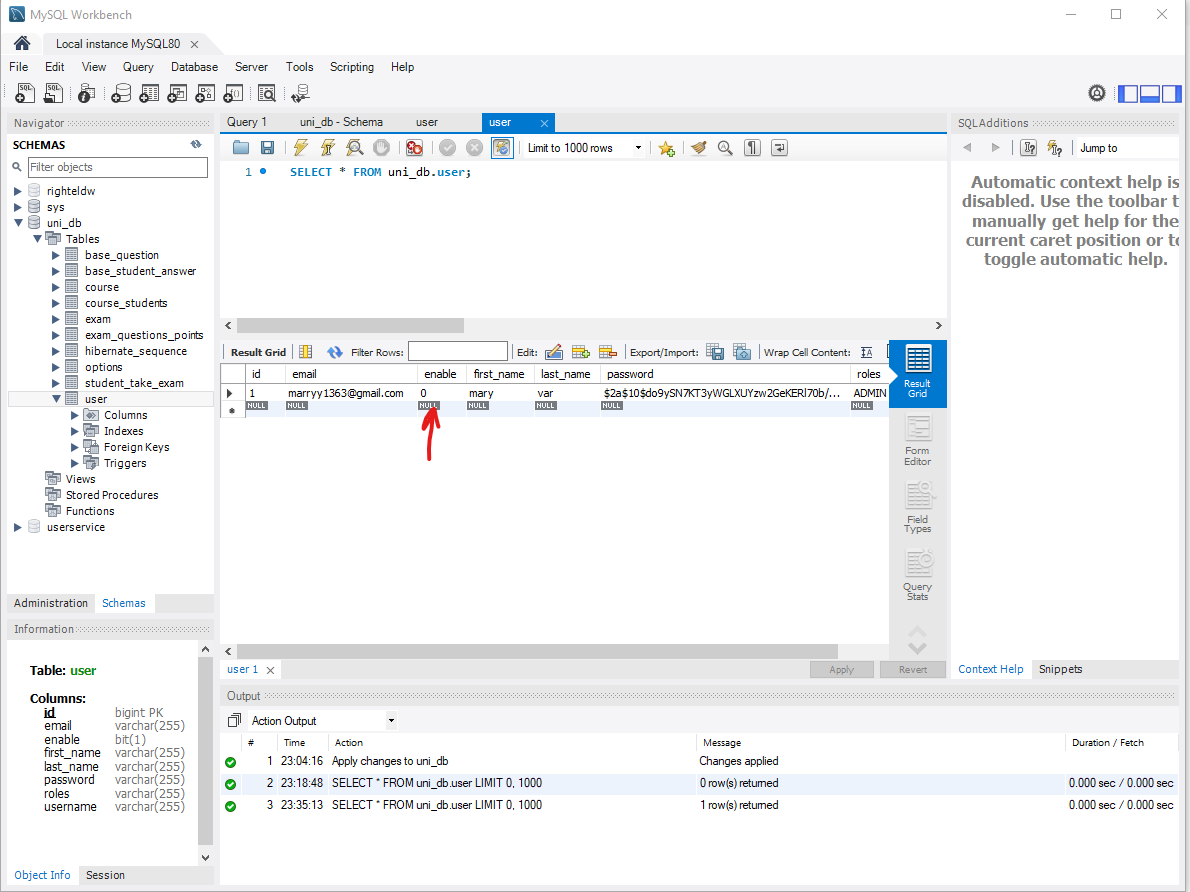 MySQL Workbench
Local instance MySQL80
File Edit View Query Database Server Tools Scripting Help
Navigator
SCHEMAS
Filter objects
righteldw
sys
uni_db
Tables
base_question
base_student_answer
course
course_students
exam
exam_questions_points
hibernate_sequence
options
student_take_exam
user
Columns
Indexes
Foreign Keys
Triggers
Views
Stored Procedures
Functions
userservice
Administration Schemas
Information
Table: user
Columns:
id bigint PK
email varchar(255)
enable bit(1)
first_name varchar(255)
last_name varchar(255)
password varchar(255)
roles varchar(255)
username varchar(255)
Object Info Session
Query 1 uni_db - Schema user user
Limit to 1000 rows
1 SELECT * FROM uni_db.user;
Result Grid Filter Rows: Edit: Export/Import: Wrap Cell Content:
id email enable first_name last_name password roles
1 marryy1363@gmail.com 0 mary var $2a$10$do9ySN7KT3yWGLXUYzw2GeKERl70b/... ADMIN
NULL NULL NULL NULL NULL NULL NULL
Result
Grid
Form
Editor
Field
Types
Query
Stats
user 1 Apply Revert
SQLAdditions
Jump to
Automatic context help is
disabled. Use the toolbar t
manually get help for the
current caret position or to
toggle automatic help.
Context Help Snippets
Output
Action Output
# Time Action Message Duration / Fetch
1 23:04:16 Apply changes to uni_db Changes applied
2 23:18:48 SELECT * FROM uni_db.user LIMIT 0, 1000 0 row(s) returned 0.000 sec / 0.000 sec
3 23:35:13 SELECT * FROM uni_db.user LIMIT 0, 1000 1 row(s) returned 0.000 sec / 0.000 sec